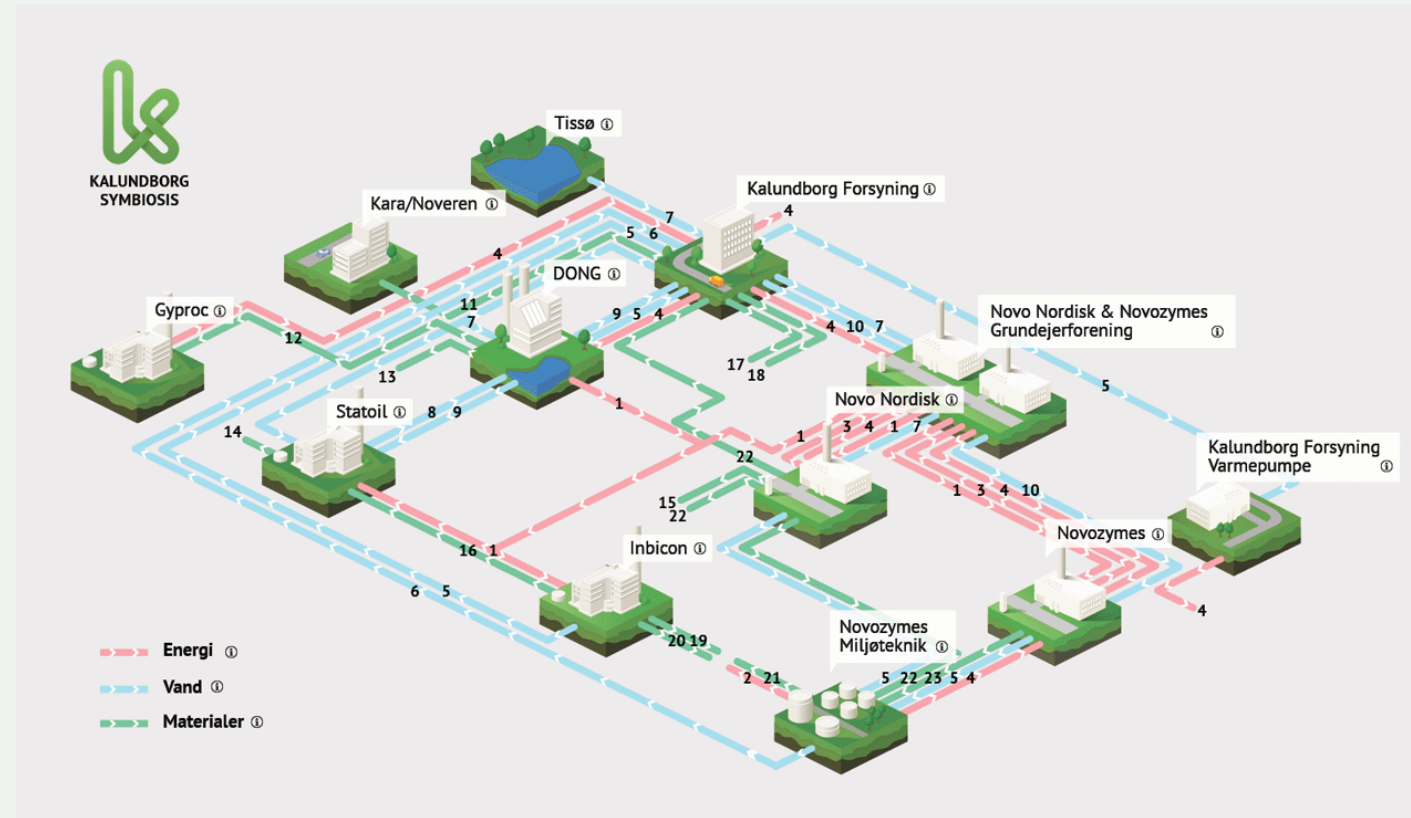 Tissø
KALUNDBORG
SYMBIOSIS
Kalundborg Forsyning
Kara/Noveren
4
7
5 6
4
DONG
11
7
Gyproc
12
9 5 4
4 10 7
Novo Nordisk & Novozymes
Grundejerforening
17
18
13
5
Statoil
8 9
1
Novo Nordisk
14
1 3 4 1 7
22
Kalundborg Forsyning
Varmepumpe
15
22
1 3 4 10
Novozymes
16 1
Inbicon
6 5
4
Novozymes
Miljøteknik
20 19
2 21
5 22 23 5 4
Energi
Vand
Materialer